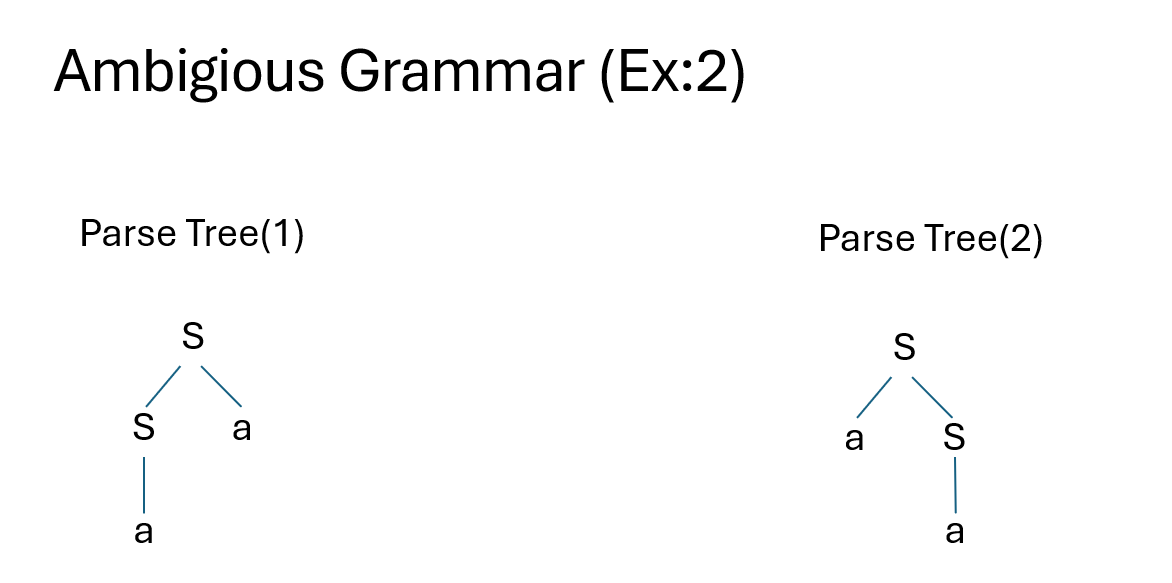 Ambigious Grammar (Ex:2)
Parse Tree(1)
S
S a
a
Parse Tree(2)
S
a S
a